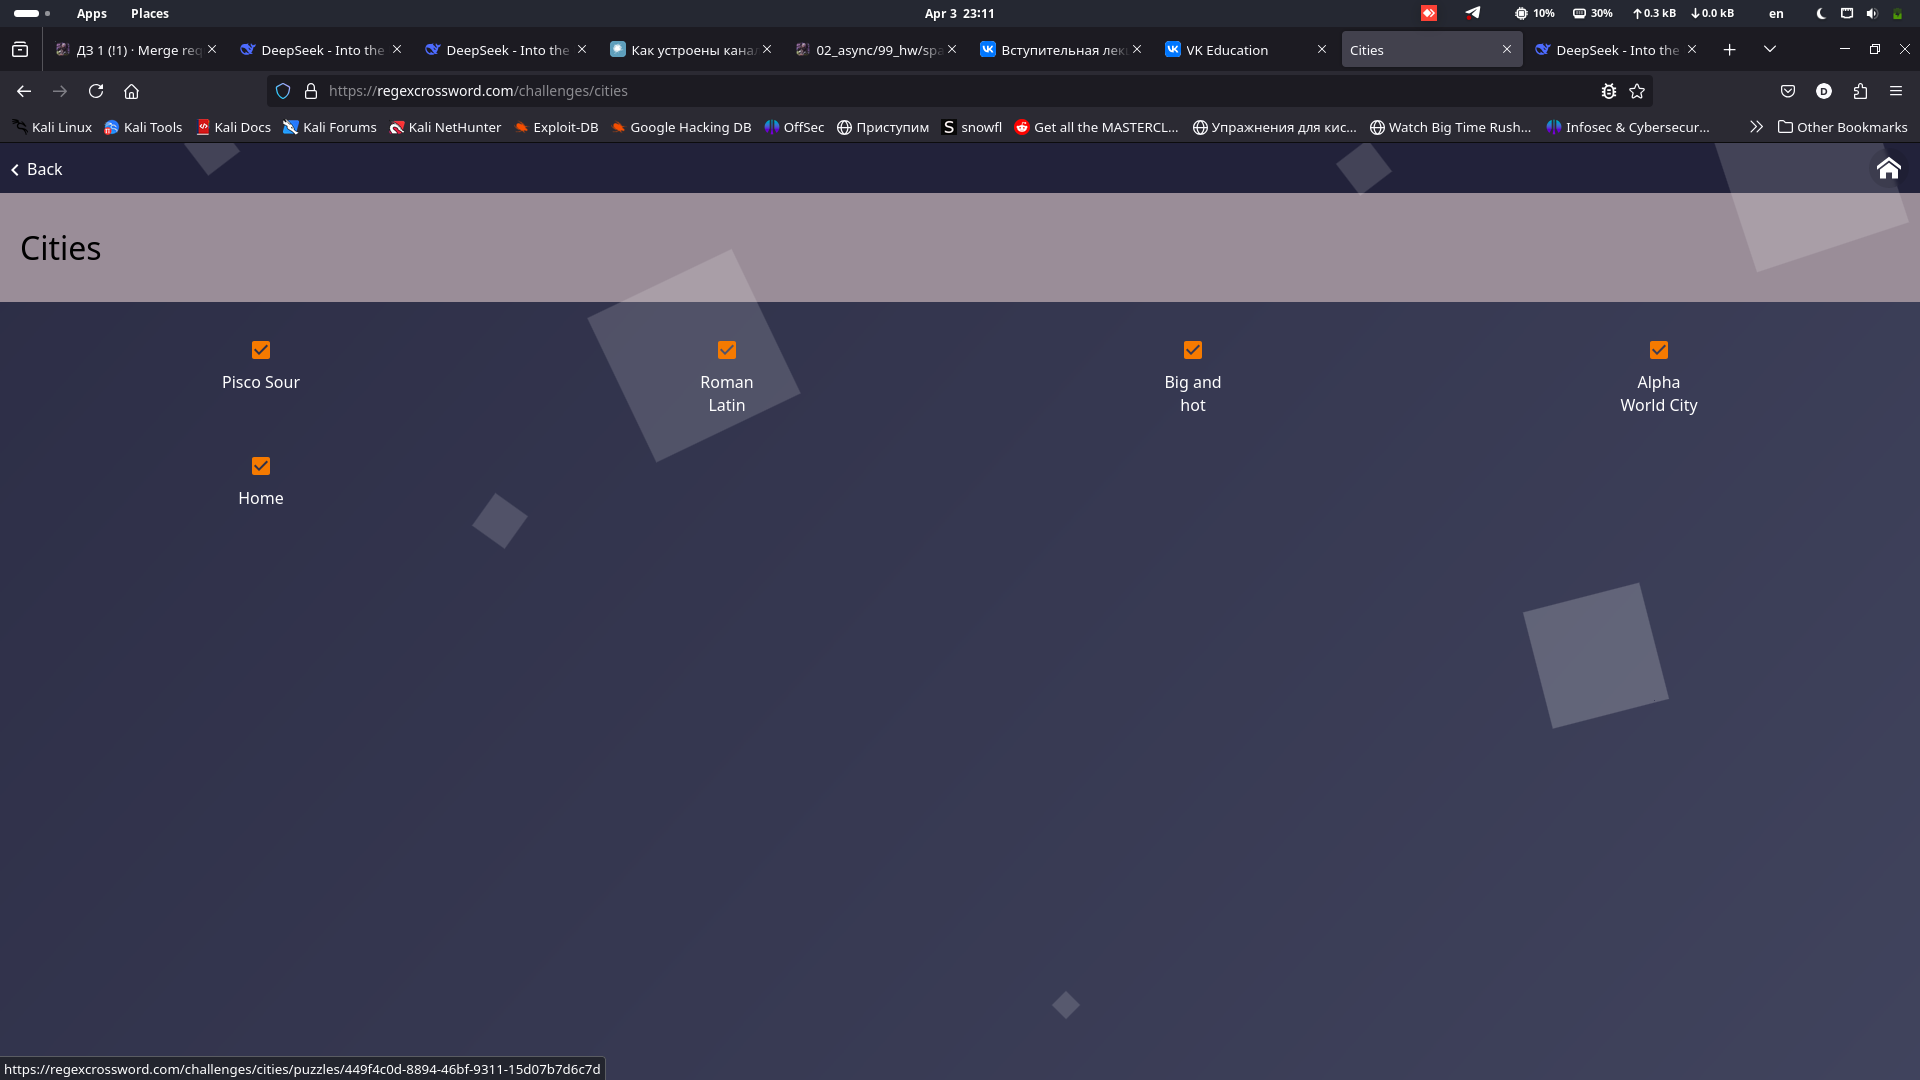 Apps Places Apr 3 23:11 10% 30% 0.3 kB 0.0 kB en
ДЗ 1 (!1) · Merge req DeepSeek - Into the DeepSeek - Into the Как устроены кана 02_async/99_hw/spa Вступительная лек VK Education Cities DeepSeek - Into the
https://regexcrossword.com/challenges/cities D
Kali Linux Kali Tools Kali Docs Kali Forums Kali NetHunter Exploit-DB Google Hacking DB OffSec Приступим S snowfl Get all the MASTERCL... Упражнения для кис... Watch Big Time Rush... Infosec & Cybersecur... Other Bookmarks
Back
Cities
Pisco Sour
Roman
Latin
Big and
hot
Alpha
World City
Home
https://regexcrossword.com/challenges/cities/puzzles/449f4c0d-8894-46bf-9311-15d07b7d6c7d